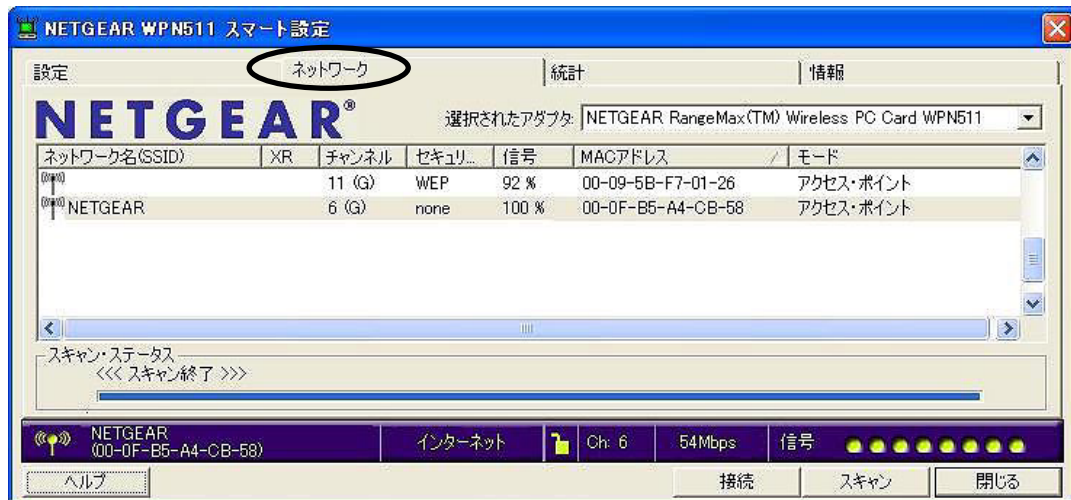 NETGEAR WPN511 スマート設定
設定 ネットワーク 統計 情報
NETGEAR® 選択されたアダプタ: NETGEAR RangeMax(TM) Wireless PC Card WPN511
ネットワーク名(SSID) XR チャンネル セキュリ... 信号 MACアドレス モード
11 (G) WEP 92 % 00-09-5B-F7-01-26 アクセス・ポイント
NETGEAR 6 (G) none 100 % 00-0F-B5-A4-CB-58 アクセス・ポイント
スキャン・ステータス
<<< スキャン終了 >>>
NETGEAR
(00-0F-B5-A4-CB-58) インターネット Ch: 6 54Mbps 信号
ヘルプ 接続 スキャン 閉じる